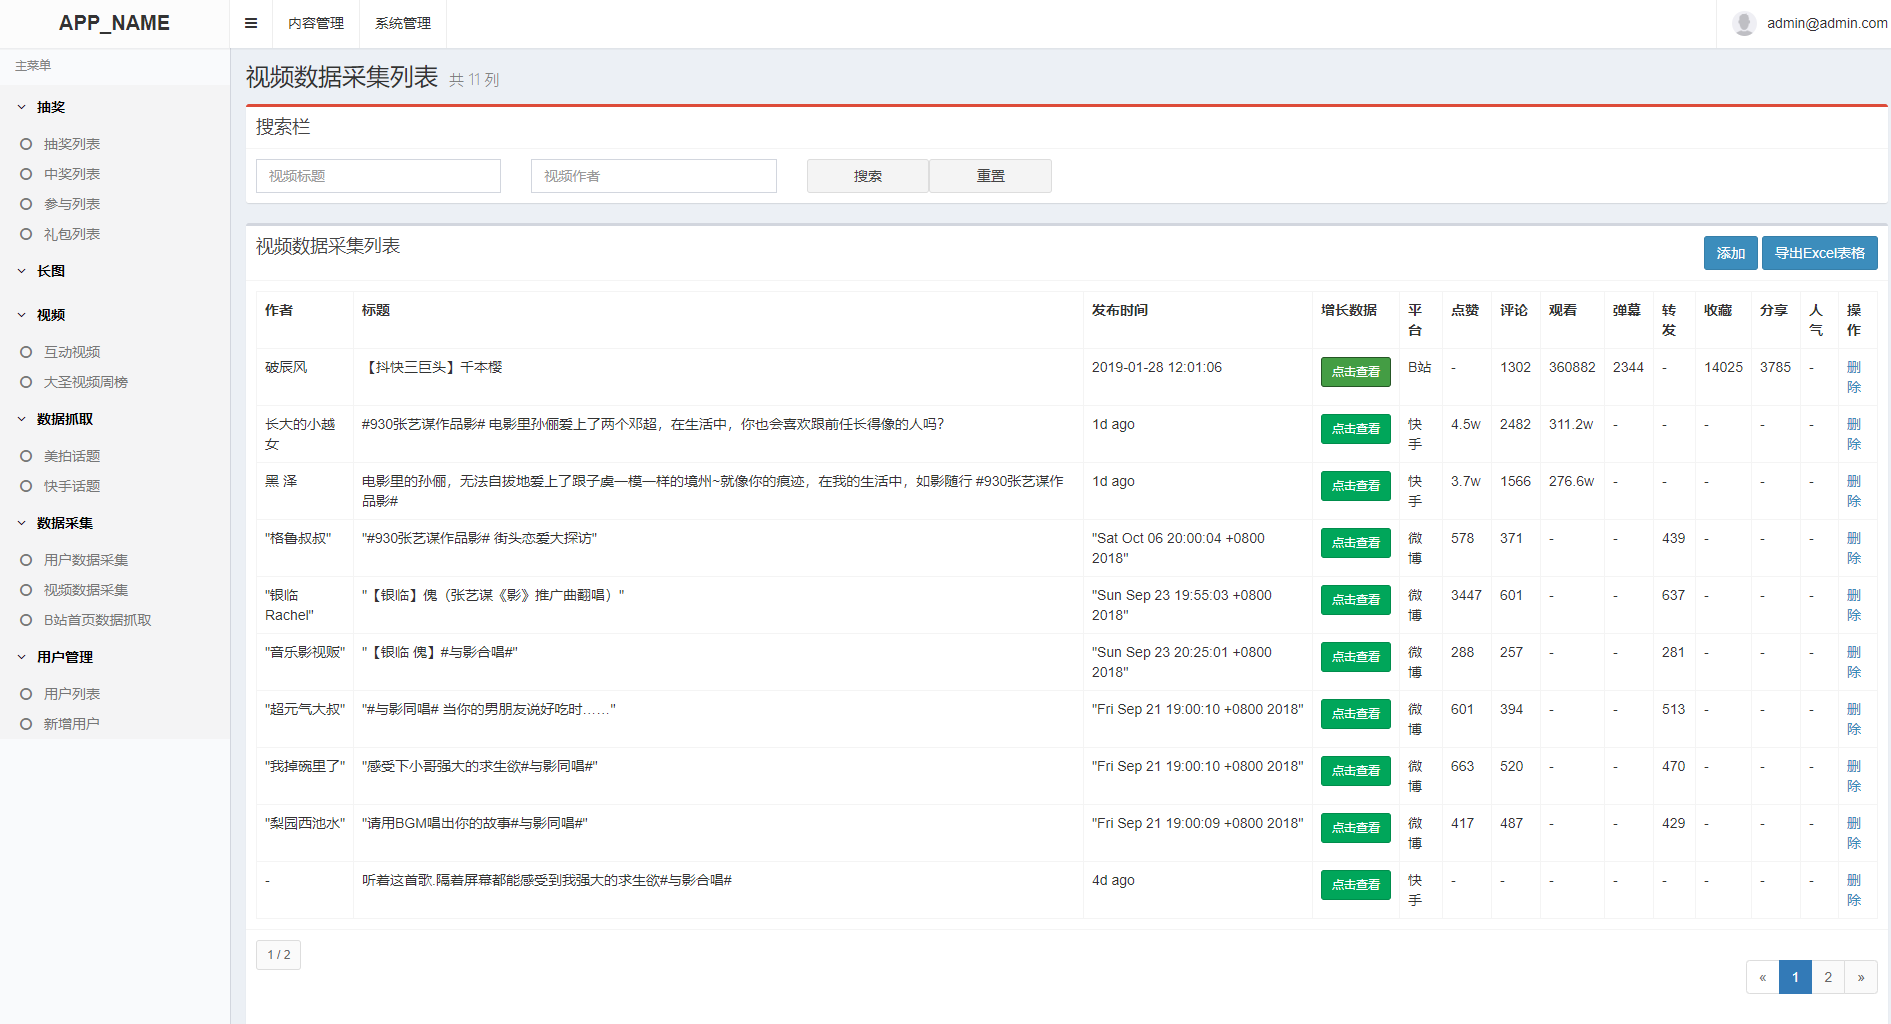 APP_NAME
内容管理
系统管理
admin@admin.com
主菜单
抽奖
抽奖列表
中奖列表
参与列表
礼包列表
长图
视频
互动视频
大圣视频周榜
数据抓取
美拍话题
快手话题
数据采集
用户数据采集
视频数据采集
B站首页数据抓取
用户管理
用户列表
新增用户
视频数据采集列表 共 11 列
搜索栏
视频标题
视频作者
搜索
重置
视频数据采集列表
添加
导出Excel表格
作者 标题 发布时间 增长数据 平台 点赞 评论 观看 弹幕 转发 收藏 分享 人气 操作
破辰风 【抖快三巨头】千本樱 2019-01-28 12:01:06 点击查看 B站 - 1302 360882 2344 - 14025 3785 - 删除
长大的小越女 #930张艺谋作品影# 电影里孙俪爱上了两个邓超，在生活中，你也会喜欢跟前任长得像的人吗？ 1d ago 点击查看 快手 4.5w 2482 311.2w - - - - - 删除
黑 泽 电影里的孙俪，无法自拔地爱上了跟子虞一模一样的境州~就像你的痕迹，在我的生活中，如影随行 #930张艺谋作品影# 1d ago 点击查看 快手 3.7w 1566 276.6w - - - - - 删除
"格鲁叔叔" "#930张艺谋作品影# 街头恋爱大探访" "Sat Oct 06 20:00:04 +0800 2018" 点击查看 微博 578 371 - - 439 - - - 删除
"银临Rachel" "【银临】傀（张艺谋《影》推广曲翻唱）" "Sun Sep 23 19:55:03 +0800 2018" 点击查看 微博 3447 601 - - 637 - - - 删除
"音乐影视贩" "【银临 傀】#与影合唱#" "Sun Sep 23 20:25:01 +0800 2018" 点击查看 微博 288 257 - - 281 - - - 删除
"超元气大叔" "#与影同唱# 当你的男朋友说好吃时……" "Fri Sep 21 19:00:10 +0800 2018" 点击查看 微博 601 394 - - 513 - - - 删除
"我掉碗里了" "感受下小哥强大的求生欲#与影同唱#" "Fri Sep 21 19:00:10 +0800 2018" 点击查看 微博 663 520 - - 470 - - - 删除
"梨园西池水" "请用BGM唱出你的故事#与影同唱#" "Fri Sep 21 19:00:09 +0800 2018" 点击查看 微博 417 487 - - 429 - - - 删除
- 听着这首歌.隔着屏幕都能感受到我强大的求生欲#与影合唱# 4d ago 点击查看 快手 - - - - - - - - 删除
1 / 2
« 1 2 »